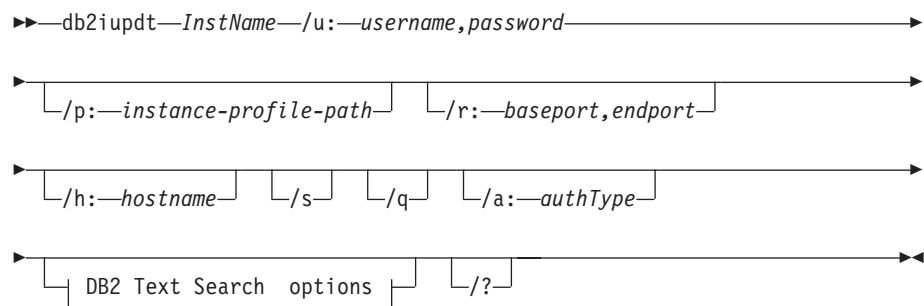 db2iupdt InstName /u: username,password
/p: instance-profile-path /r: baseport,endport
/h: hostname /s /q /a: authType
DB2 Text Search options /?